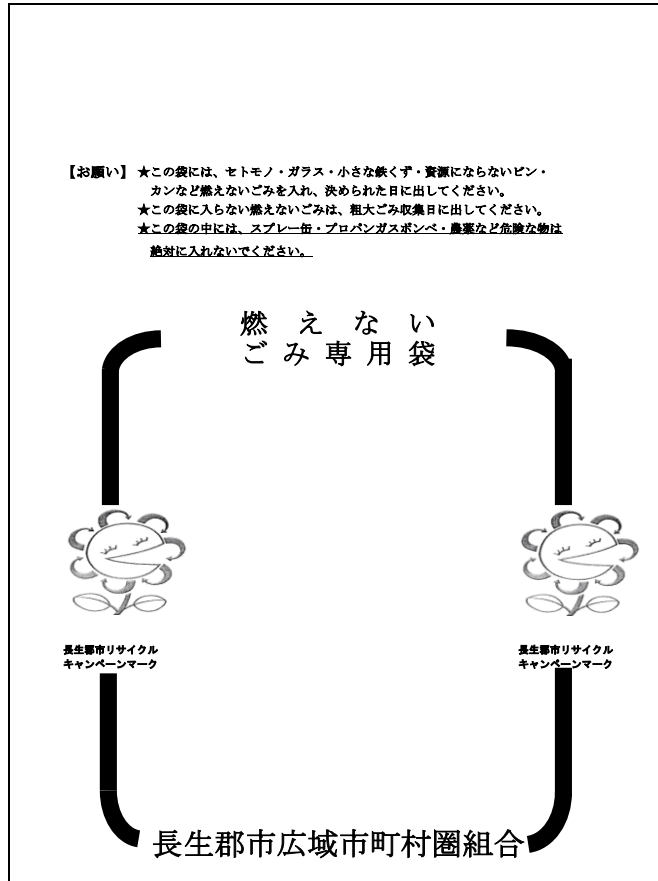 【お願い】 ★この袋には、セトモノ・ガラス・小さな鉄くず・資源にならないビン・
カンなど燃えないごみを入れ、決められた日に出してください。
★この袋に入らない燃えないごみは、粗大ごみ収集日に出してください。
★この袋の中には、スプレー缶・プロパンガスボンベ・農薬など危険な物は
絶対に入れないでください。
燃えない
ごみ専用袋
長生郡市リサイクル
キャンペーンマーク
長生郡市リサイクル
キャンペーンマーク
長生郡市広域市町村圏組合